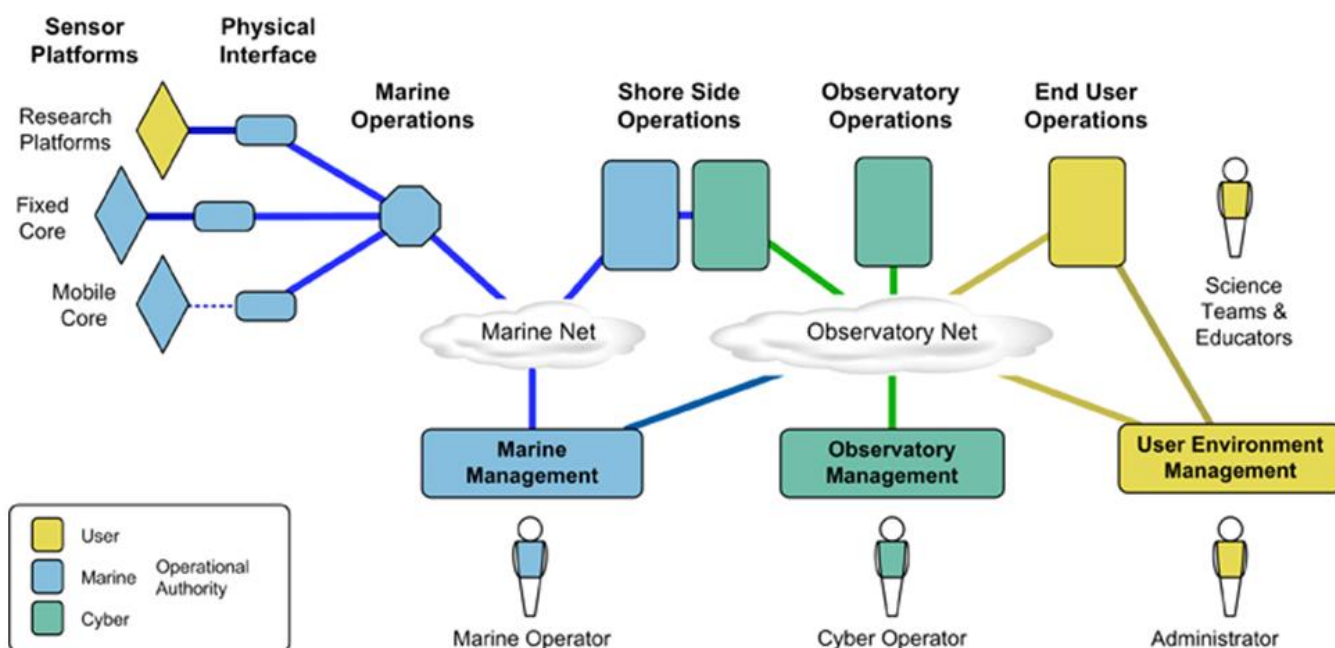 Sensor
Platforms
Physical
Interface
Marine
Operations
Shore Side
Operations
Observatory
Operations
End User
Operations
Research
Platforms
Fixed
Core
Mobile
Core
Marine Net
Observatory Net
Science
Teams &
Educators
Marine
Management
Observatory
Management
User Environment
Management
User
Marine
Cyber
Operational
Authority
Marine Operator
Cyber Operator
Administrator